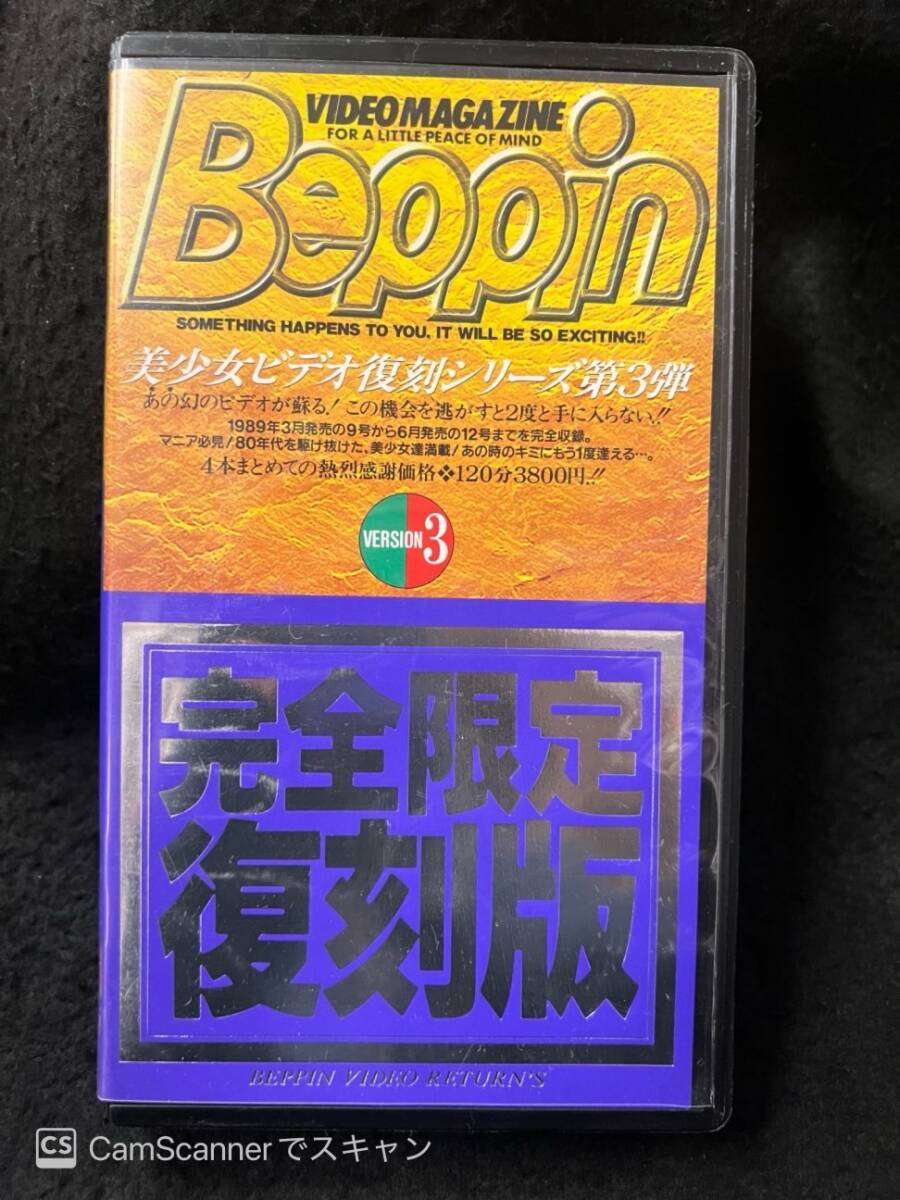 VIDEO MAGAZINE
FOR A LITTLE PEACE OF MIND
Beppin
SOMETHING HAPPENS TO YOU. IT WILL BE SO EXCITING!!
美少女ビデオ復刻シリーズ第3弾
あの幻のビデオが蘇る!この機会を逃がすと2度と手に入らない!!
1989年3月発売の9号から6月発売の12号までを完全収録。
マニア必見!80年代を駆け抜けた、美少女達満載!あの時のキミにもう1度逢える…。
4本まとめての熱烈感謝価格❖120分3800円!!
VERSION 3
完全限定
復刻版
BEPPIN VIDEO RETURN'S
CS CamScannerでスキャン